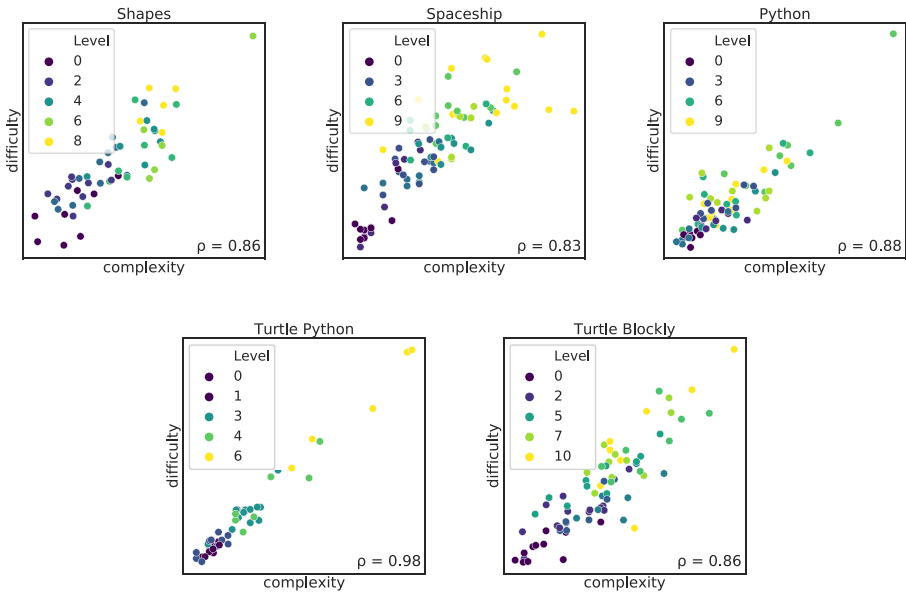 Shapes
Level
0
2
4
6
8
difficulty
complexity
ρ = 0.86
Spaceship
Level
0
3
6
9
difficulty
complexity
ρ = 0.83
Python
Level
0
3
6
9
difficulty
complexity
ρ = 0.88
Turtle Python
Level
0
1
3
4
6
difficulty
complexity
ρ = 0.98
Turtle Blockly
Level
0
2
5
7
10
difficulty
complexity
ρ = 0.86